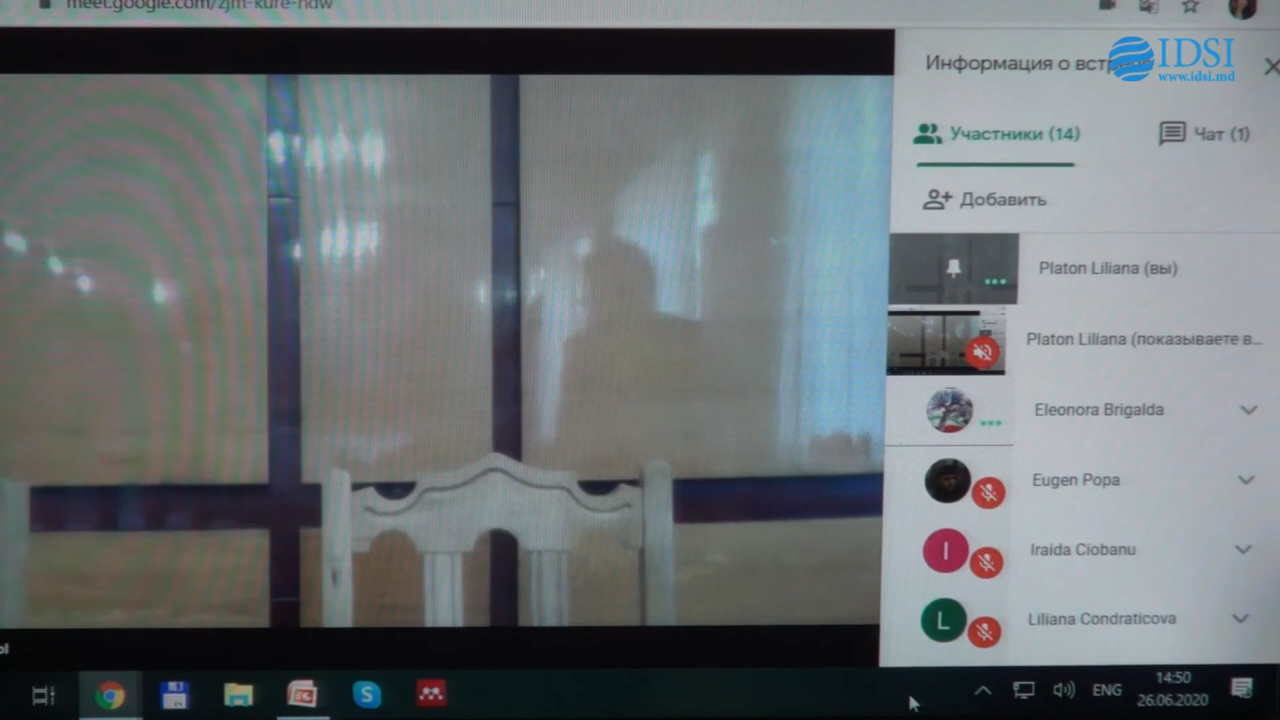 meet.google.com/zjm-kure-hdw
Информация о встр
IDSI
www.idsi.md
Участники (14)
Чат (1)
Добавить
Platon Liliana (вы)
Platon Liliana (показываете в...
Eleonora Brigalda
Eugen Popa
I
Iraida Ciobanu
L
Liliana Condraticova
ENG
14:50
26.06.2020